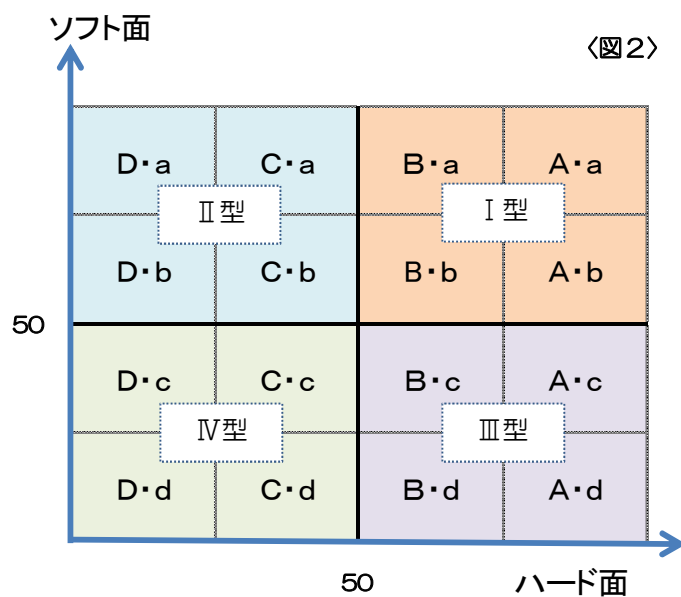 ソフト面
〈図２〉
D・a C・a B・a A・a
Ⅱ型 Ⅰ型
D・b C・b B・b A・b
50
D・c C・c B・c A・c
Ⅳ型 Ⅲ型
D・d C・d B・d A・d
50 ハード面